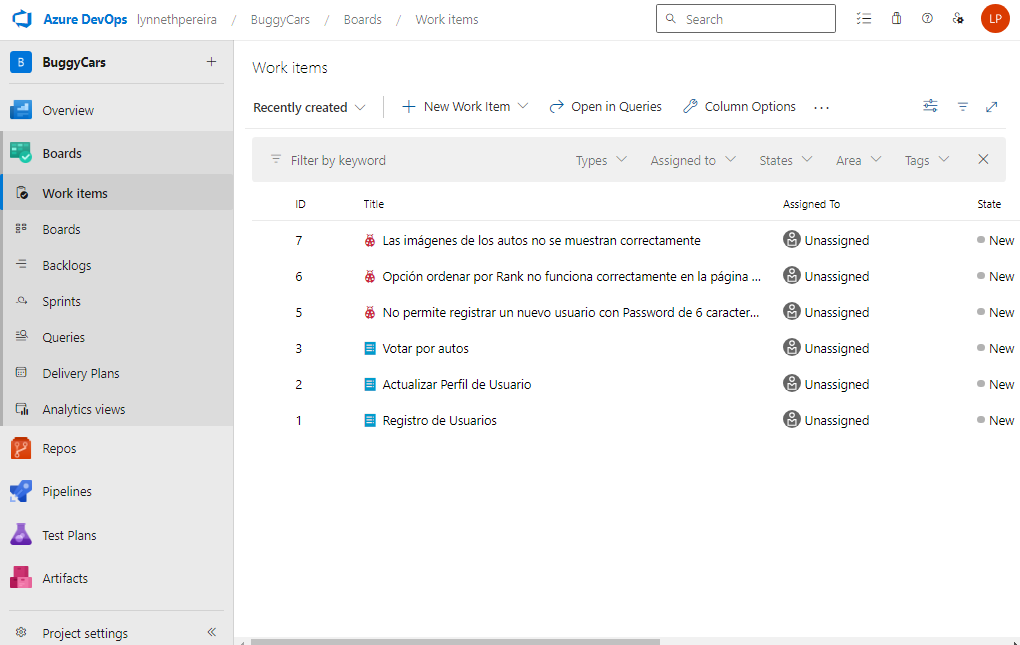 Azure DevOps lynnethpereira / BuggyCars / Boards / Work items
Search
LP
B BuggyCars +
Overview
Boards
Work items
Boards
Backlogs
Sprints
Queries
Delivery Plans
Analytics views
Repos
Pipelines
Test Plans
Artifacts
Project settings
Work items
Recently created
New Work Item Open in Queries Column Options ...
Filter by keyword Types Assigned to States Area Tags
ID Title Assigned To State
7 Las imágenes de los autos no se muestran correctamente Unassigned New
6 Opción ordenar por Rank no funciona correctamente en la página ... Unassigned New
5 No permite registrar un nuevo usuario con Password de 6 caracter... Unassigned New
3 Votar por autos Unassigned New
2 Actualizar Perfil de Usuario Unassigned New
1 Registro de Usuarios Unassigned New